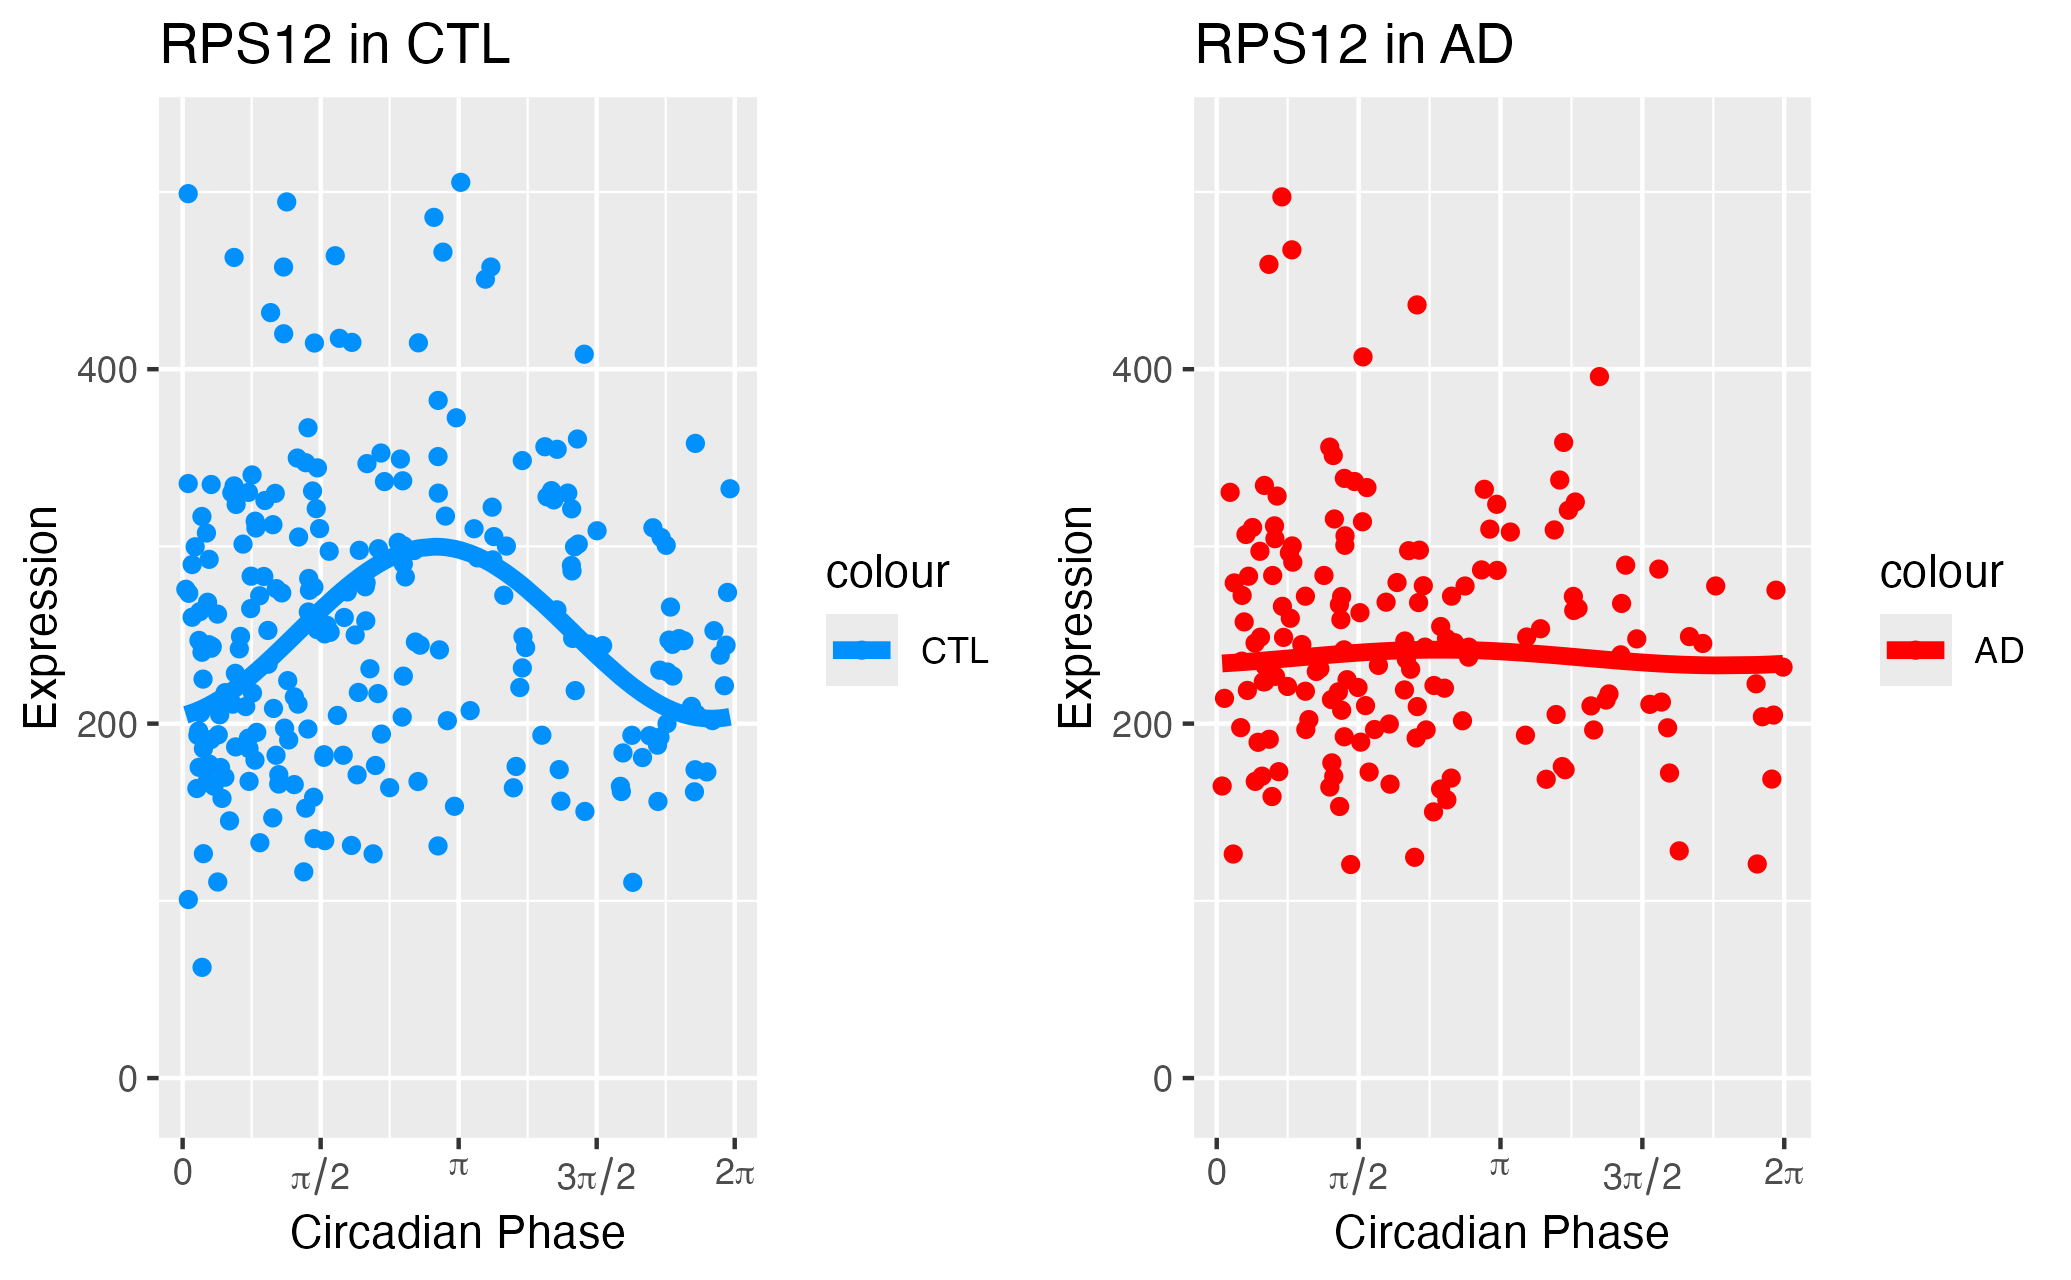 RPS12 in CTL
Expression
400
200
0
0 π/2 π 3π/2 2π
Circadian Phase
colour
CTL
RPS12 in AD
Expression
400
200
0
0 π/2 π 3π/2 2π
Circadian Phase
colour
AD